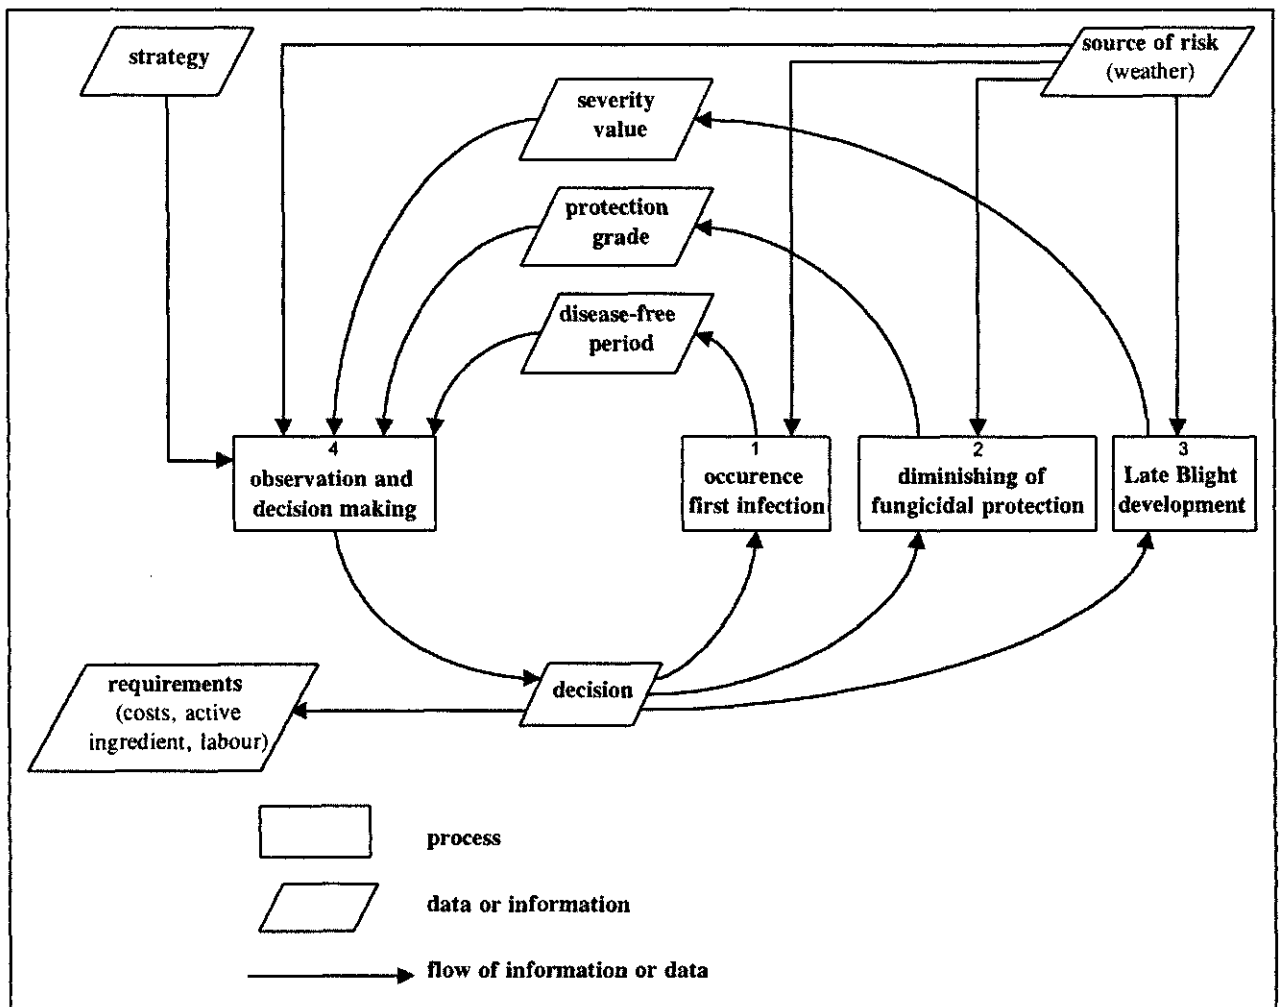 strategy
source of risk
(weather)
severity
value
protection
grade
disease-free
period
4
observation and
decision making
1
occurence
first infection
2
diminishing of
fungicidal protection
3
Late Blight
development
decision
requirements
(costs, active
ingredient, labour)
process
data or information
flow of information or data